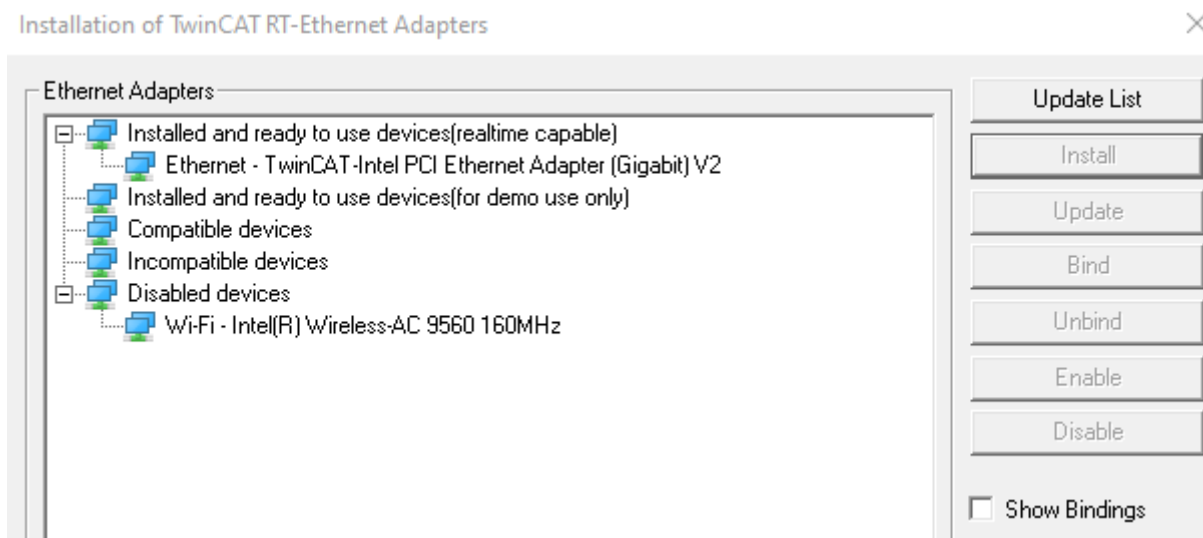 Installation of TwinCAT RT-Ethernet Adapters
Ethernet Adapters
Installed and ready to use devices(realtime capable)
Ethernet - TwinCAT-Intel PCI Ethernet Adapter (Gigabit) V2
Installed and ready to use devices(for demo use only)
Compatible devices
Incompatible devices
Disabled devices
Wi-Fi - Intel(R) Wireless-AC 9560 160MHz
Update List
Install
Update
Bind
Unbind
Enable
Disable
Show Bindings